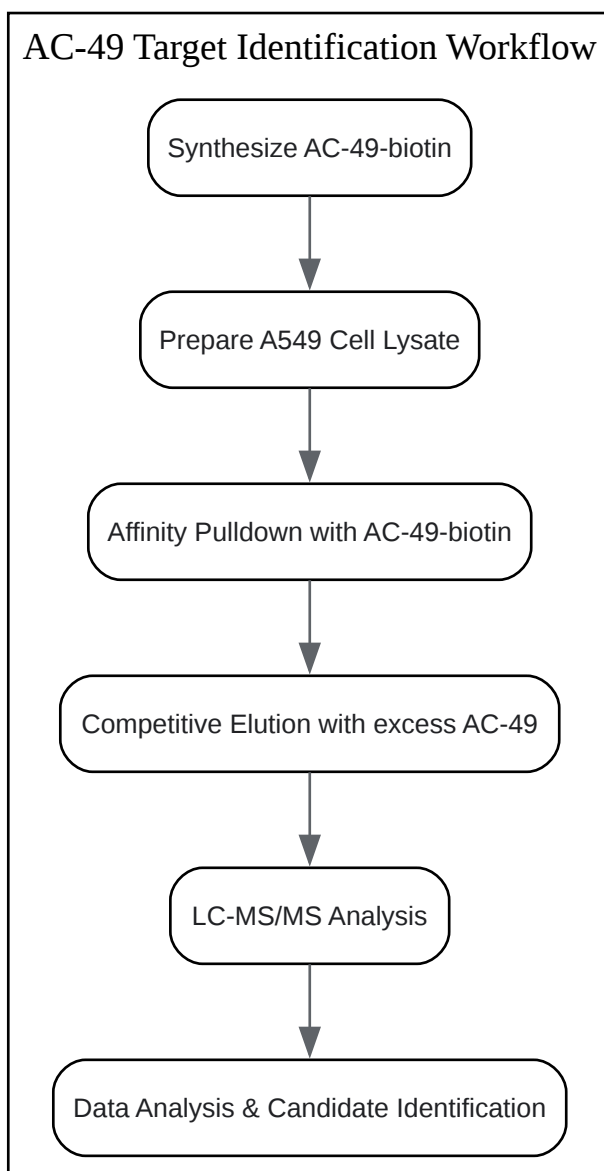 AC-49 Target Identification Workflow
Synthesize AC-49-biotin
Prepare A549 Cell Lysate
Affinity Pulldown with AC-49-biotin
Competitive Elution with excess AC-49
LC-MS/MS Analysis
Data Analysis & Candidate Identification